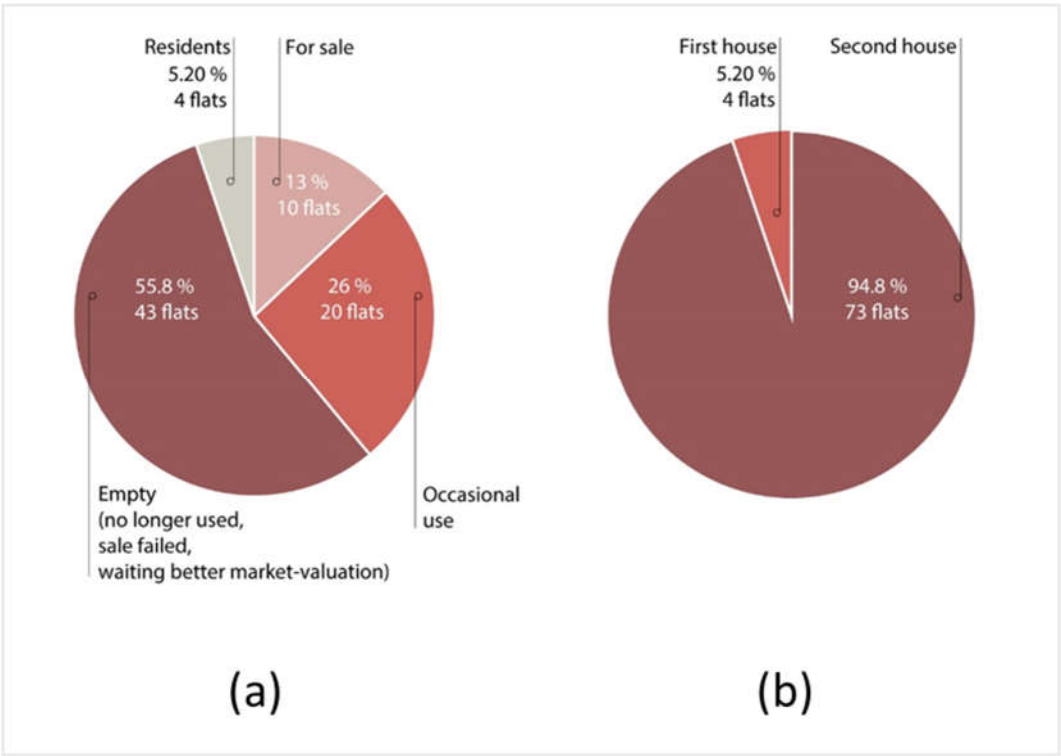 Residents
5.20 %
4 flats
For sale
13 %
10 flats
55.8 %
43 flats
26 %
20 flats
Empty
(no longer used,
sale failed,
waiting better market-valuation)
Occasional
use
(a)
First house
5.20 %
4 flats
Second house
94.8 %
73 flats
(b)